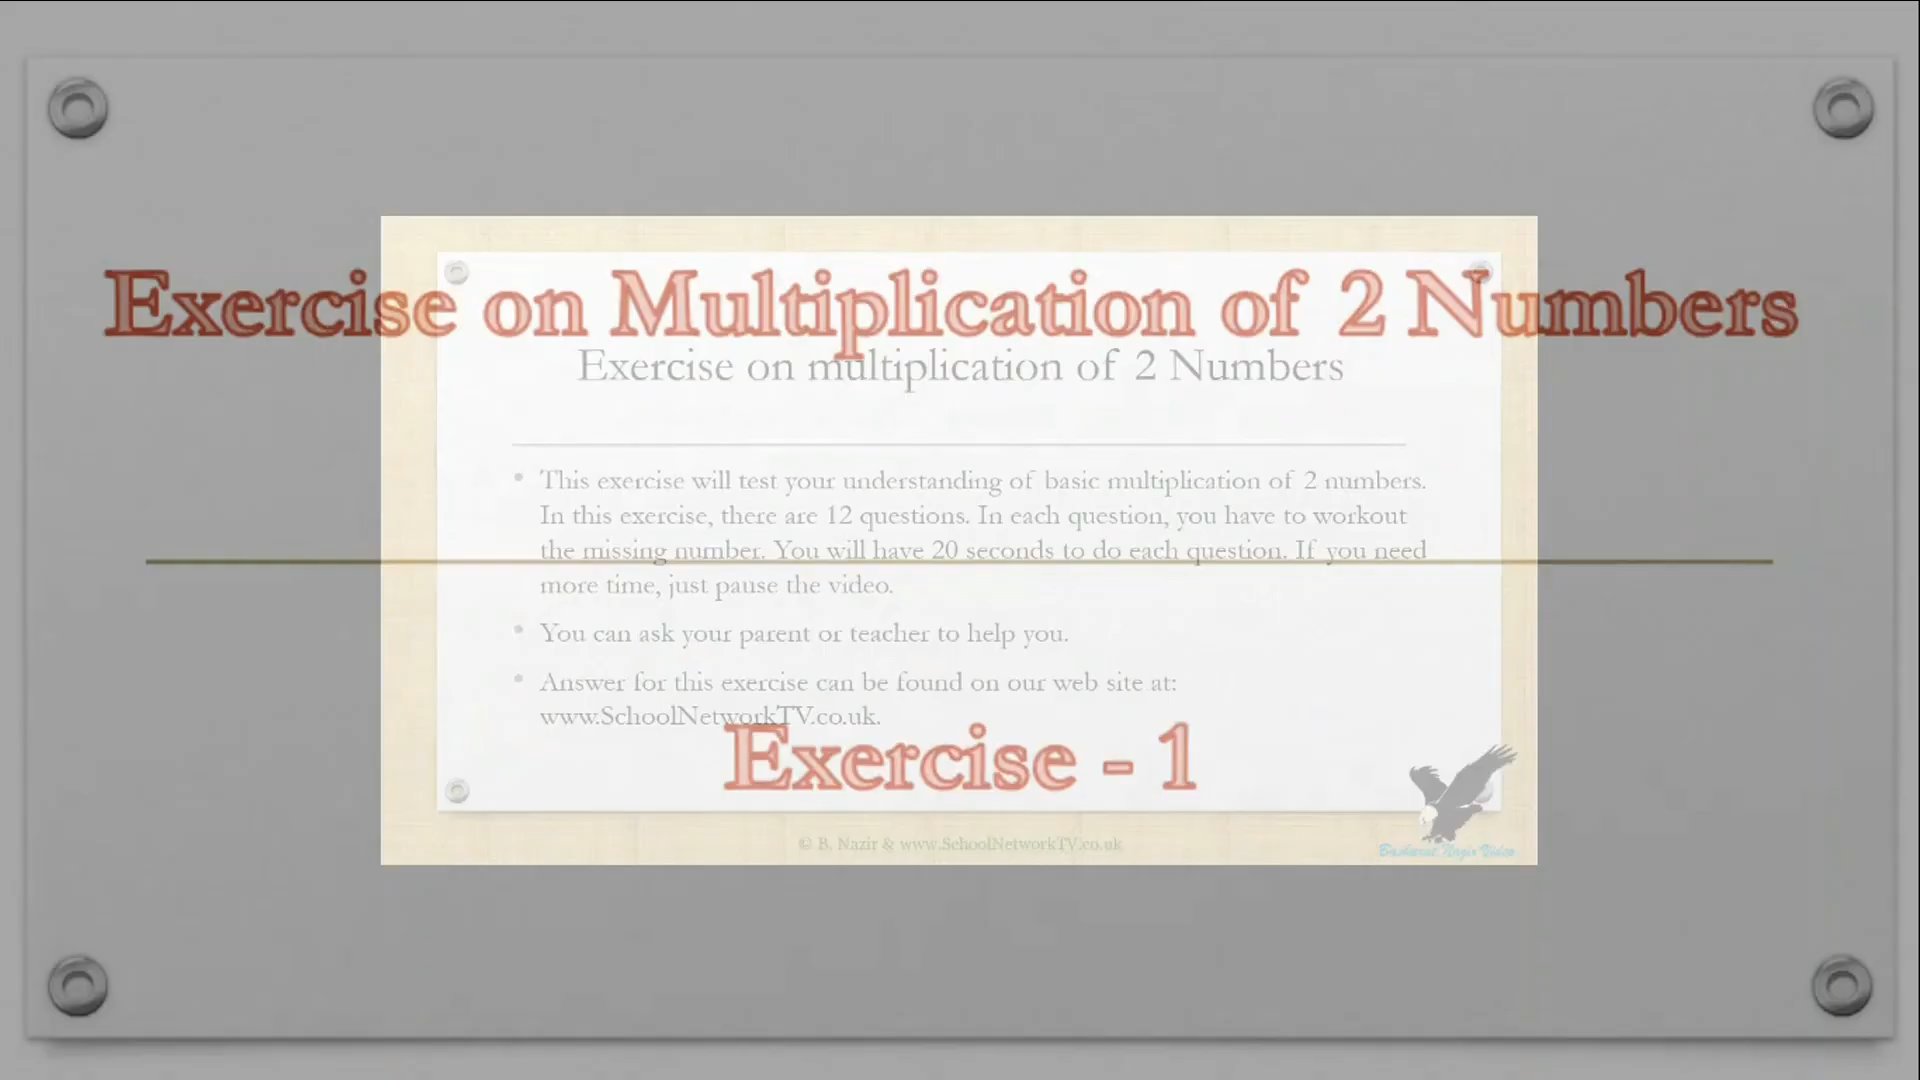 Exercise on Multiplication of 2 Numbers
Exercise on multiplication of 2 Numbers
• This exercise will test your understanding of basic multiplication of 2 numbers.
In this exercise, there are 12 questions. In each question, you have to workout
the missing number. You will have 20 seconds to do each question. If you need
more time, just pause the video.
• You can ask your parent or teacher to help you.
• Answer for this exercise can be found on our web site at:
www.SchoolNetworkTV.co.uk.
Exercise - 1
© B. Nazir & www.SchoolNetworkTV.co.uk
Basharat Nazir Video